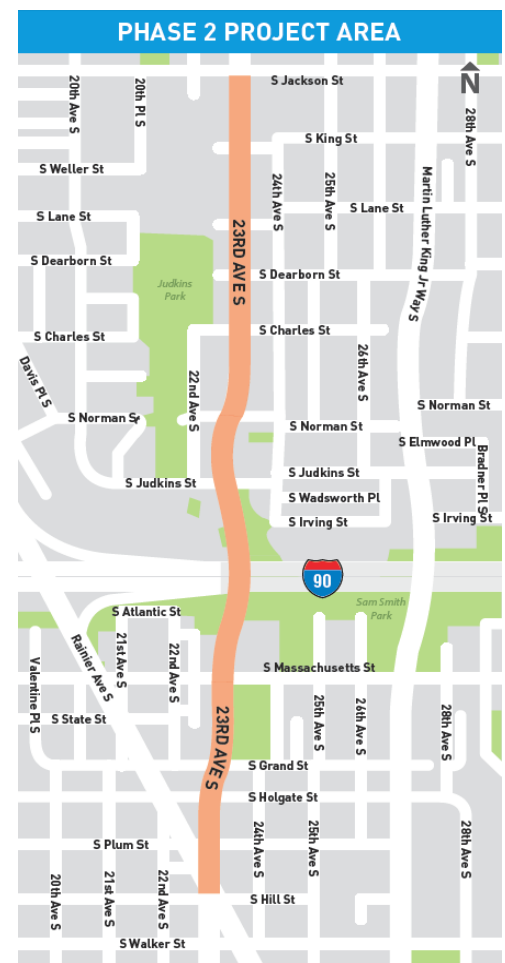 PHASE 2 PROJECT AREA
S Jackson St
N
20th Ave S
20th Pl S
28th Ave S
S King St
S Weller St
24th Ave S
25th Ave S
Martin Luther King Jr Way S
S Lane St
S Lane St
23RD AVE S
S Dearborn St
S Dearborn St
Judkins
Park
S Charles St
S Charles St
Davis Pl S
22nd Ave S
26th Ave S
S Norman St
S Norman St
S Norman St
S Elmwood Pl
Bradner Pl S
S Judkins St
S Judkins St
S Wadsworth Pl
S Irving St
S Irving St
90
Sam Smith
Park
S Atlantic St
Rainier Ave S
21st Ave S
22nd Ave S
Valentine Pl S
S Massachusetts St
25th Ave S
26th Ave S
28th Ave S
23RD AVE S
S State St
S Grand St
S Holgate St
24th Ave S
25th Ave S
28th Ave S
S Plum St
20th Ave S
21st Ave S
22nd Ave S
S Hill St
S Walker St